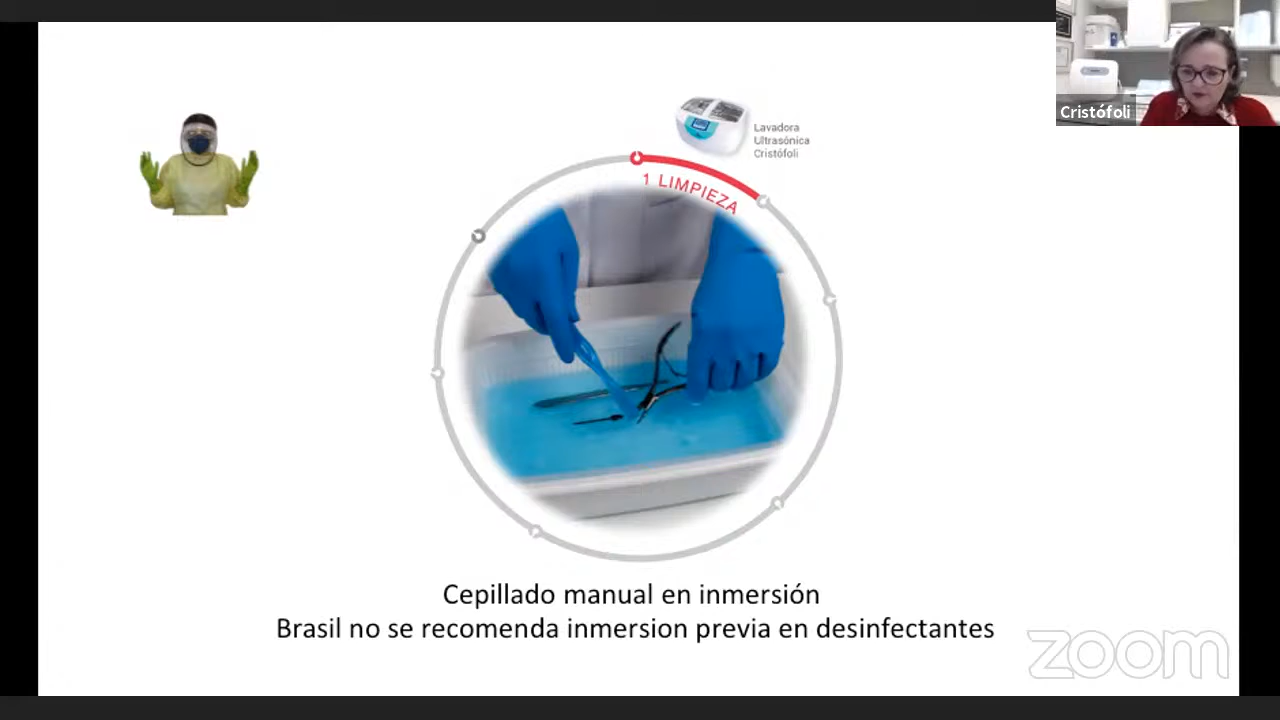 Cristófoli
Lavadora
Ultrasónica
Cristófoli
1 LIMPIEZA
Cepillado manual en inmersión
Brasil no se recomenda inmersion previa en desinfectantes
zoom